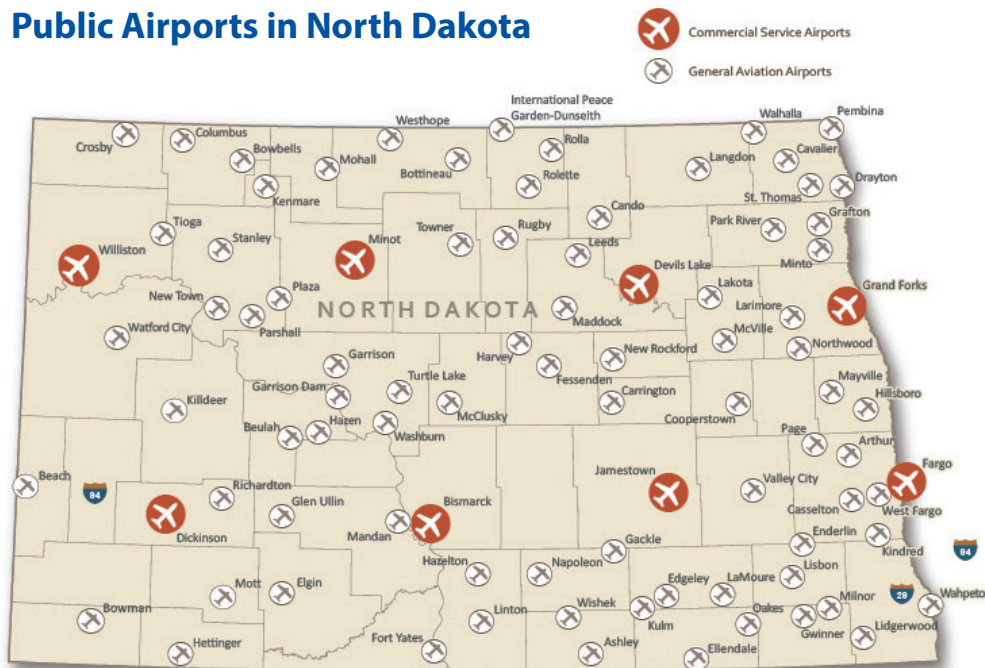 Public Airports in North Dakota
Commercial Service Airports
General Aviation Airports
International Peace
Garden-Dunseith
Westhope
Walhalla
Pembina
Crosby
Columbus
Bowbells
Mohall
Bottineau
Rolla
Langdon
Cavalier
Kenmare
Rolette
St. Thomas
Drayton
Tioga
Stanley
Minot
Towner
Rugby
Cando
Park River
Grafton
Williston
Leeds
Minto
Devils Lake
New Town
Plaza
Lakota
Grand Forks
NORTH DAKOTA
Larimore
Watford City
Parshall
Maddock
McVille
Northwood
Garrison
Harvey
New Rockford
Garrison Dam
Turtle Lake
Fessenden
Mayville
Killdeer
Carrington
Hillsboro
Beulah
Hazen
McClusky
Cooperstown
Washburn
Page
Arthur
Beach
94
Richardton
Glen Ullin
Bismarck
Jamestown
Valley City
Fargo
Casselton
West Fargo
Dickinson
Mandan
Gackle
Enderlin
Kindred
94
Hazelton
Napoleon
Lisbon
Mott
Elgin
Edgeley
LaMoure
29
Wahpeto
Bowman
Linton
Wishek
Kulm
Oakes
Milnor
Gwinner
Lidgerwood
Hettinger
Fort Yates
Ashley
Ellendale